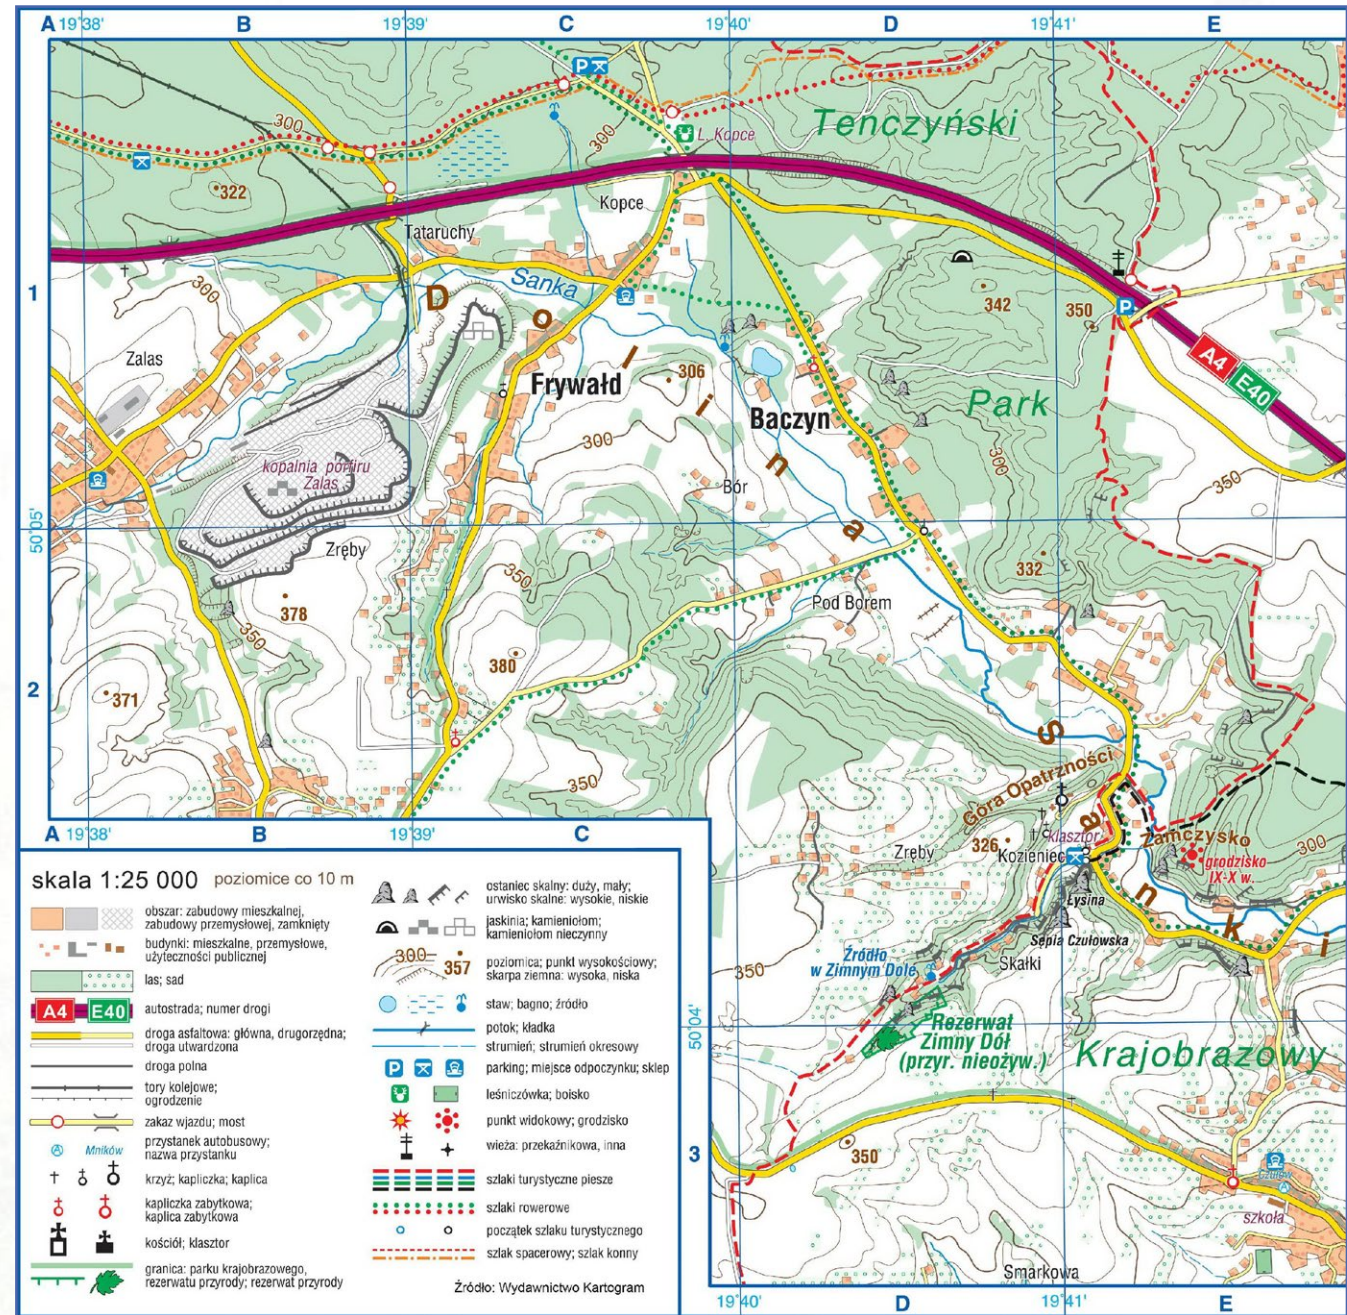 A 19°38' B 19°39' C 19°40' D 19°41' E
Tenczyński
300
300
L. Kopce
322
Kopce
Tataruchy
Sanka
300
1
342
350
A4
E40
Zalas
Frywałd
306
Baczyn
Park
300
300
350
kopalnia porfiru
Zalas
Bór
50°05'
Zręby
350
332
378
350
Pod Borem
380
371
2
350
Dolina Sanki
Góra Opatrzności
klasztor
Zamczysko
grodzisko
IX-X w.
300
326
Zręby
Kozieniec
Łysina
Sępia Czułowska
Skałki
350
Źródło
w Zimnym Dole
50°04'
Rezerwat
Zimny Dół
(przyr. nieożyw.)
Krajobrazowy
3
350
Czułów
szkoła
Smarkowa
19°40' D 19°41' E
A 19°38' B 19°39' C
skala 1:25 000 poziomice co 10 m
obszar: zabudowy mieszkalnej,
zabudowy przemysłowej, zamknięty
budynki: mieszkalne, przemysłowe,
użyteczności publicznej
las; sad
A4 E40 autostrada; numer drogi
droga asfaltowa: główna, drugorzędna;
droga utwardzona
droga polna
tory kolejowe;
ogrodzenie
zakaz wjazdu; most
A Mników przystanek autobusowy;
nazwa przystanku
krzyż; kapliczka; kaplica
kapliczka zabytkowa;
kaplica zabytkowa
kościół; klasztor
granica: parku krajobrazowego,
rezerwatu przyrody; rezerwat przyrody
ostaniec skalny: duży, mały;
urwisko skalne: wysokie, niskie
jaskinia; kamieniołom;
kamieniołom nieczynny
300 357 poziomica; punkt wysokościowy;
skarpa ziemna: wysoka, niska
staw; bagno; źródło
potok; kładka
strumień; strumień okresowy
P parking; miejsce odpoczynku; sklep
leśniczówka; boisko
punkt widokowy; grodzisko
wieża: przekaźnikowa, inna
szlaki turystyczne piesze
szlaki rowerowe
początek szlaku turystycznego
szlak spacerowy; szlak konny
Źródło: Wydawnictwo Kartogram